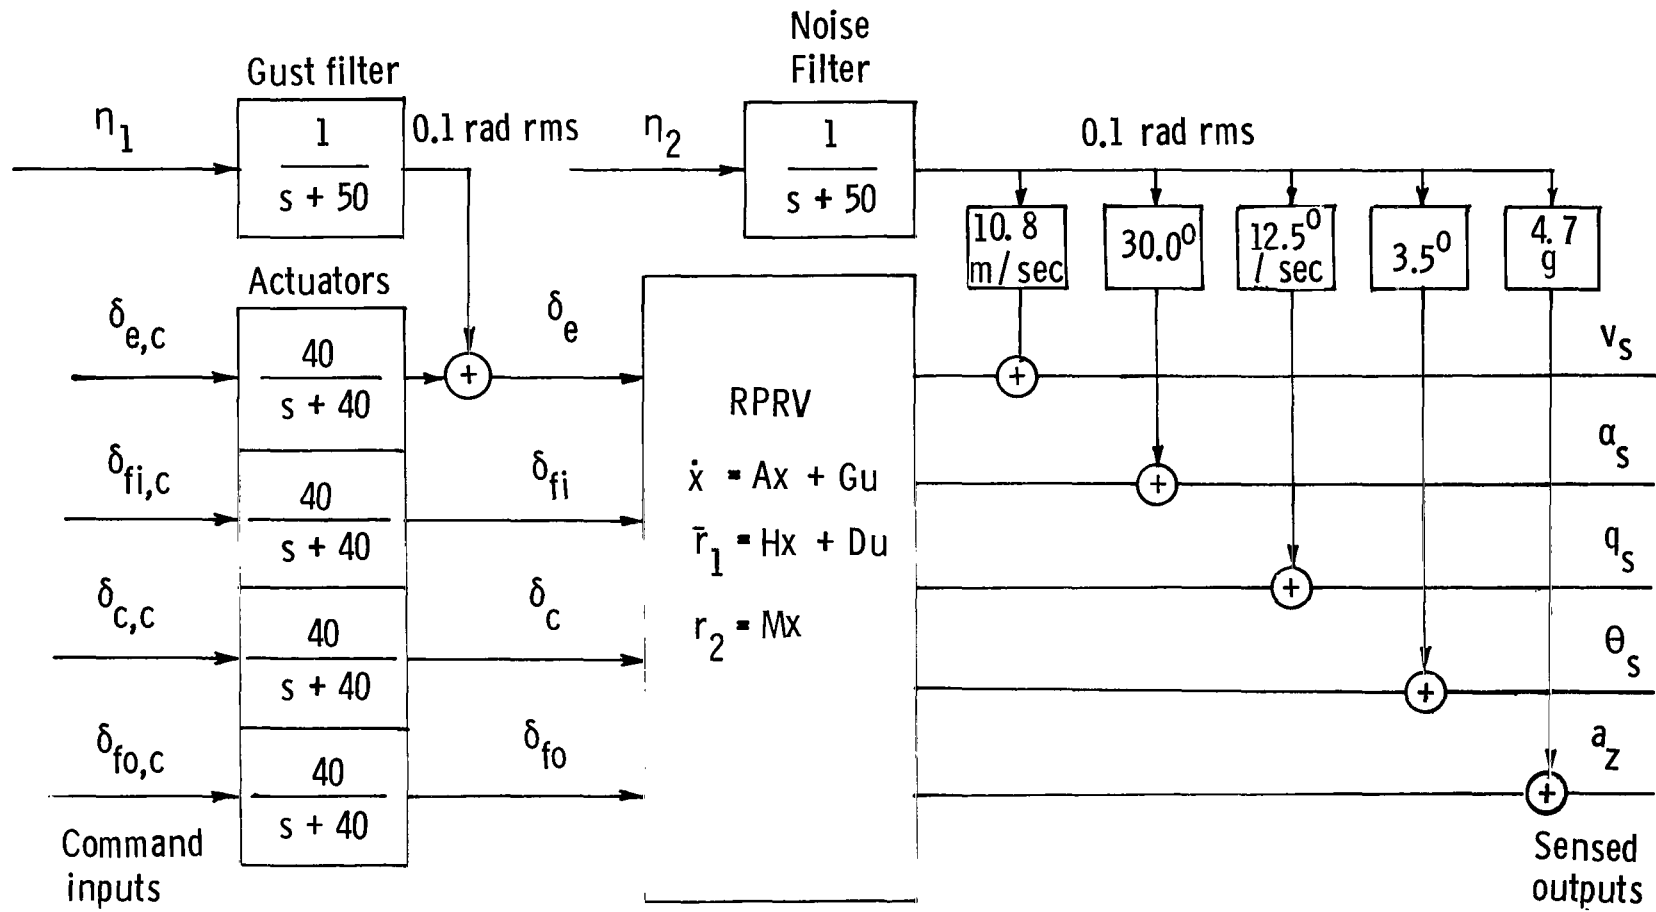 Noise
Filter
Gust filter
η₁
1
s + 50
0.1 rad rms
η₂
1
s + 50
0.1 rad rms
10.8
m/sec
30.0⁰
12.5⁰
/ sec
3.5⁰
4.7
g
Actuators
δe,c
40
s + 40
+
δe
δfi,c
40
s + 40
δfi
δc,c
40
s + 40
δc
δfo,c
40
s + 40
δfo
Command
inputs
RPRV
ẋ = Ax + Gu
r̄₁ = Hx + Du
r₂ = Mx
+
vs
+
αs
+
qs
+
θs
+
az
Sensed
outputs